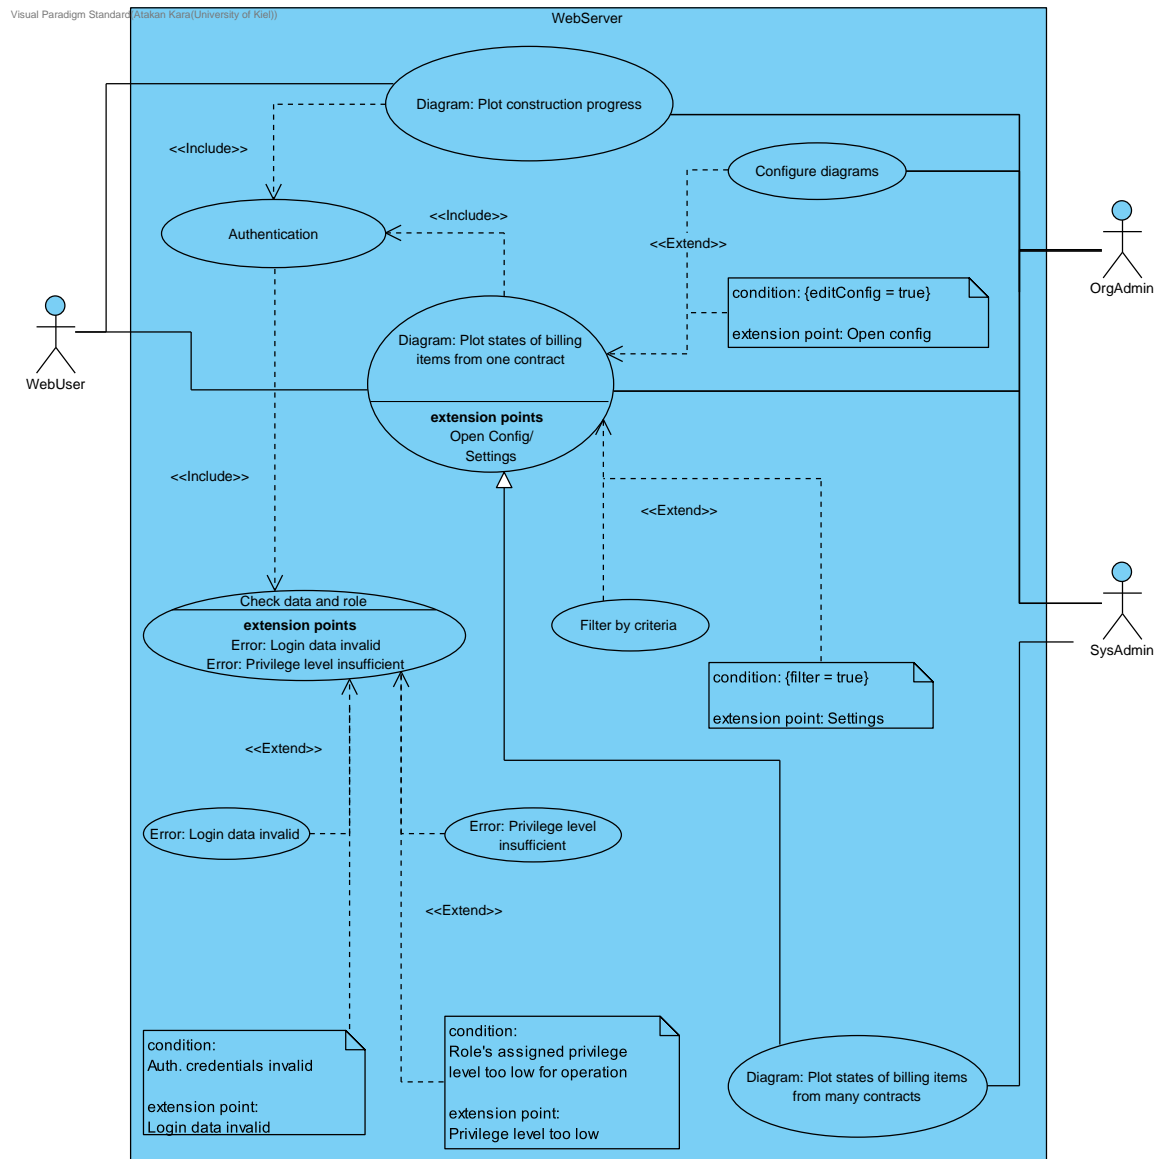 Visual Paradigm Standard(Atakan Kara(University of Kiel))
WebServer
Diagram: Plot construction progress
<<Include>>
Configure diagrams
Authentication
<<Include>>
<<Extend>>
OrgAdmin
condition: {editConfig = true}
extension point: Open config
WebUser
Diagram: Plot states of billing
items from one contract
extension points
Open Config/
Settings
<<Include>>
<<Extend>>
Check data and role
extension points
Error: Login data invalid
Error: Privilege level insufficient
Filter by criteria
SysAdmin
condition: {filter = true}
extension point: Settings
<<Extend>>
Error: Login data invalid
Error: Privilege level
insufficient
<<Extend>>
condition:
Auth. credentials invalid
extension point:
Login data invalid
condition:
Role's assigned privilege
level too low for operation
extension point:
Privilege level too low
Diagram: Plot states of billing items
from many contracts